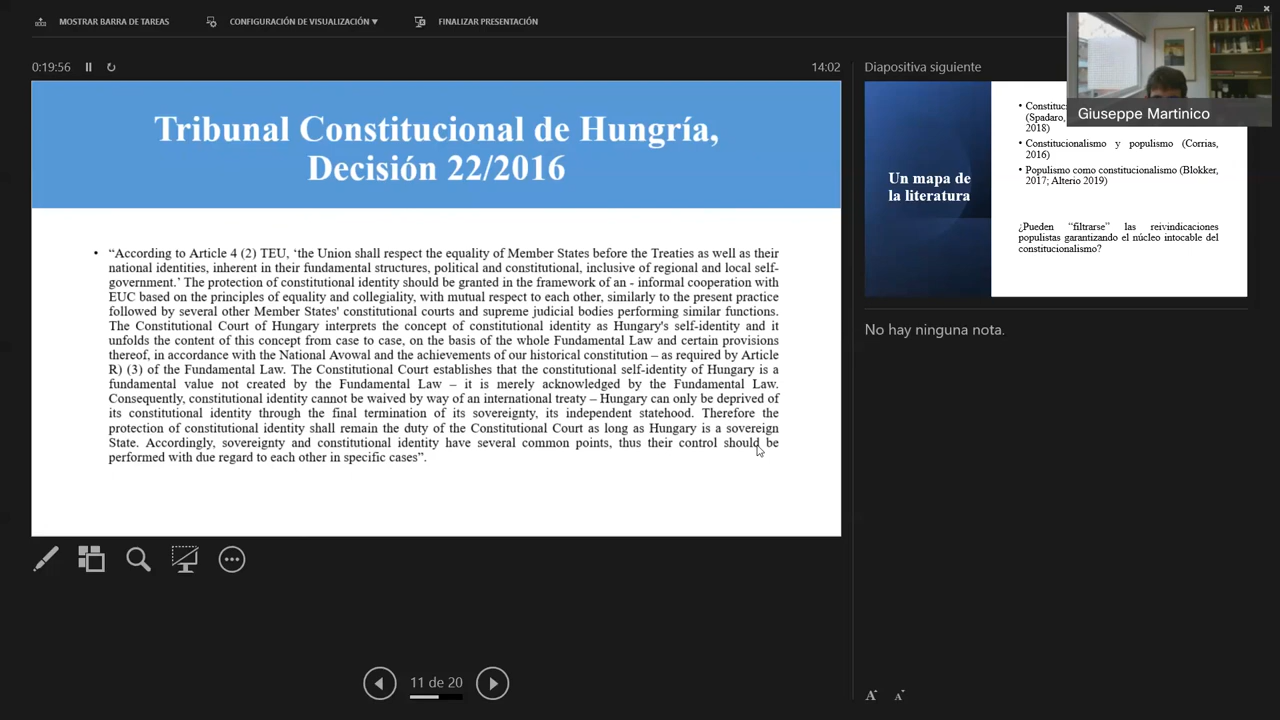 MOSTRAR BARRA DE TAREAS
CONFIGURACIÓN DE VISUALIZACIÓN ▼
FINALIZAR PRESENTACIÓN
0:19:56
14:02
Tribunal Constitucional de Hungría,
Decisión 22/2016
• “According to Article 4 (2) TEU, ‘the Union shall respect the equality of Member States before the Treaties as well as their
national identities, inherent in their fundamental structures, political and constitutional, inclusive of regional and local self-
government.’ The protection of constitutional identity should be granted in the framework of an - informal cooperation with
EUC based on the principles of equality and collegiality, with mutual respect to each other, similarly to the present practice
followed by several other Member States' constitutional courts and supreme judicial bodies performing similar functions.
The Constitutional Court of Hungary interprets the concept of constitutional identity as Hungary's self-identity and it
unfolds the content of this concept from case to case, on the basis of the whole Fundamental Law and certain provisions
thereof, in accordance with the National Avowal and the achievements of our historical constitution – as required by Article
R) (3) of the Fundamental Law. The Constitutional Court establishes that the constitutional self-identity of Hungary is a
fundamental value not created by the Fundamental Law – it is merely acknowledged by the Fundamental Law.
Consequently, constitutional identity cannot be waived by way of an international treaty – Hungary can only be deprived of
its constitutional identity through the final termination of its sovereignty, its independent statehood. Therefore the
protection of constitutional identity shall remain the duty of the Constitutional Court as long as Hungary is a sovereign
State. Accordingly, sovereignty and constitutional identity have several common points, thus their control should be
performed with due regard to each other in specific cases”.
11 de 20
Diapositiva siguiente
Giuseppe Martinico
Un mapa de
la literatura
•
(Spadaro,
2018)
• Constitucionalismo y populismo (Corrias,
2016)
• Populismo como constitucionalismo (Blokker,
2017; Alterio 2019)
¿Pueden “filtrarse” las reivindicaciones
populistas garantizando el núcleo intocable del
constitucionalismo?
No hay ninguna nota.
A A